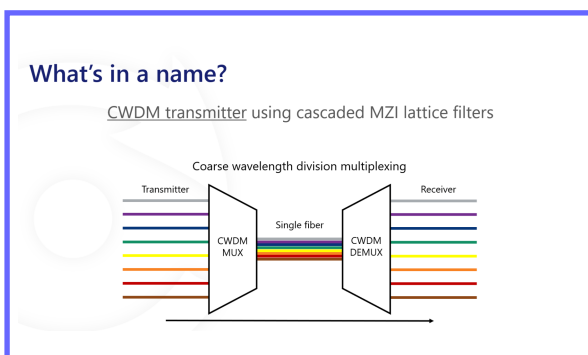 What's in a name?
CWDM transmitter using cascaded MZI lattice filters
Coarse wavelength division multiplexing
Transmitter
Receiver
Single fiber
CWDM
MUX
CWDM
DEMUX